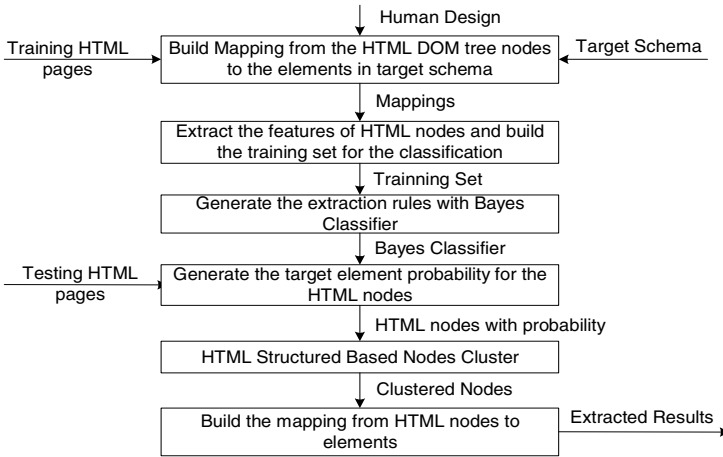 Human Design
Training HTML
pages
Build Mapping from the HTML DOM tree nodes
to the elements in target schema
Target Schema
Mappings
Extract the features of HTML nodes and build
the training set for the classification
Trainning Set
Generate the extraction rules with Bayes
Classifier
Bayes Classifier
Testing HTML
pages
Generate the target element probability for the
HTML nodes
HTML nodes with probability
HTML Structured Based Nodes Cluster
Clustered Nodes
Build the mapping from HTML nodes to
elements
Extracted Results